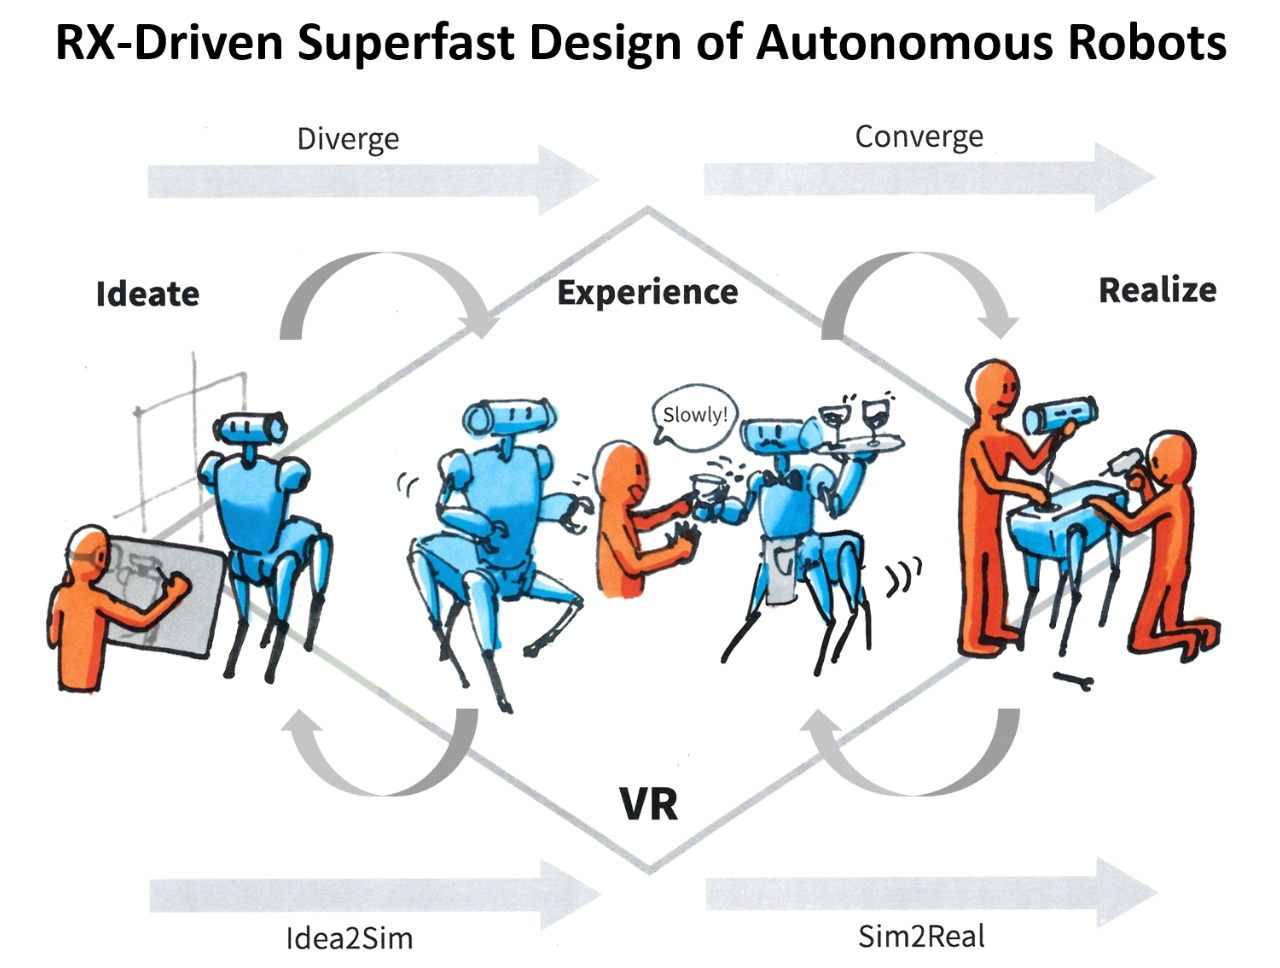 RX-Driven Superfast Design of Autonomous Robots
Diverge
Converge
Ideate
Experience
Realize
Slowly!
VR
Idea2Sim
Sim2Real